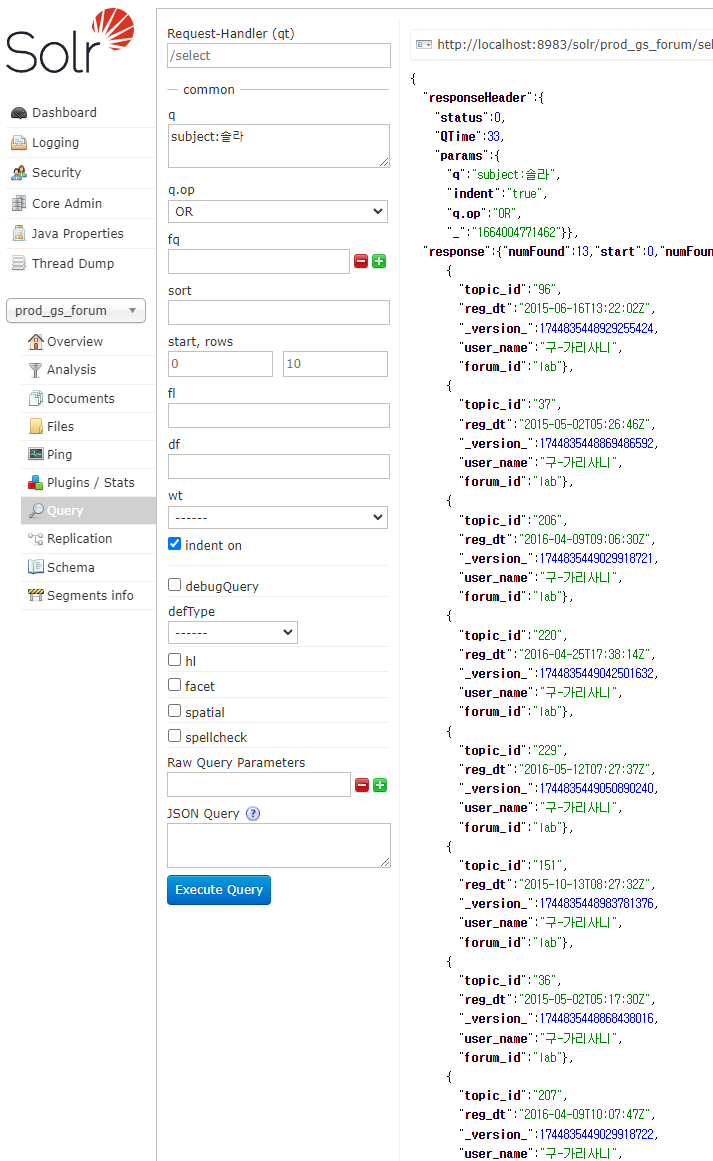 Solr
Dashboard
Logging
Security
Core Admin
Java Properties
Thread Dump
prod_gs_forum
Overview
Analysis
Documents
Files
Ping
Plugins / Stats
Query
Replication
Schema
Segments info
Request-Handler (qt)
/select
common
q
subject:솔라
q.op
OR
fq
sort
start, rows
0 10
fl
df
wt
------
indent on
debugQuery
defType
------
hl
facet
spatial
spellcheck
Raw Query Parameters
JSON Query ?
Execute Query
http://localhost:8983/solr/prod_gs_forum/sel
{
"responseHeader":{
"status":0,
"QTime":33,
"params":{
"q":"subject:솔라",
"indent":"true",
"q.op":"OR",
"_":"1664004771462"}},
"response":{"numFound":13,"start":0,"numFoun
{
"topic_id":"96",
"reg_dt":"2015-06-16T13:22:02Z",
"_version_":1744835448929255424,
"user_name":"구-가리사니",
"forum_id":"lab"},
{
"topic_id":"37",
"reg_dt":"2015-05-02T05:26:46Z",
"_version_":1744835448869486592,
"user_name":"구-가리사니",
"forum_id":"lab"},
{
"topic_id":"206",
"reg_dt":"2016-04-09T09:06:30Z",
"_version_":1744835449029918721,
"user_name":"구-가리사니",
"forum_id":"lab"},
{
"topic_id":"220",
"reg_dt":"2016-04-25T17:38:14Z",
"_version_":1744835449042501632,
"user_name":"구-가리사니",
"forum_id":"lab"},
{
"topic_id":"229",
"reg_dt":"2016-05-12T07:27:37Z",
"_version_":1744835449050890240,
"user_name":"구-가리사니",
"forum_id":"lab"},
{
"topic_id":"151",
"reg_dt":"2015-10-13T08:27:32Z",
"_version_":1744835448983781376,
"user_name":"구-가리사니",
"forum_id":"lab"},
{
"topic_id":"36",
"reg_dt":"2015-05-02T05:17:30Z",
"_version_":1744835448868438016,
"user_name":"구-가리사니",
"forum_id":"lab"},
{
"topic_id":"207",
"reg_dt":"2016-04-09T10:07:47Z",
"_version_":1744835449029918722,
"user_name":"구-가리사니",